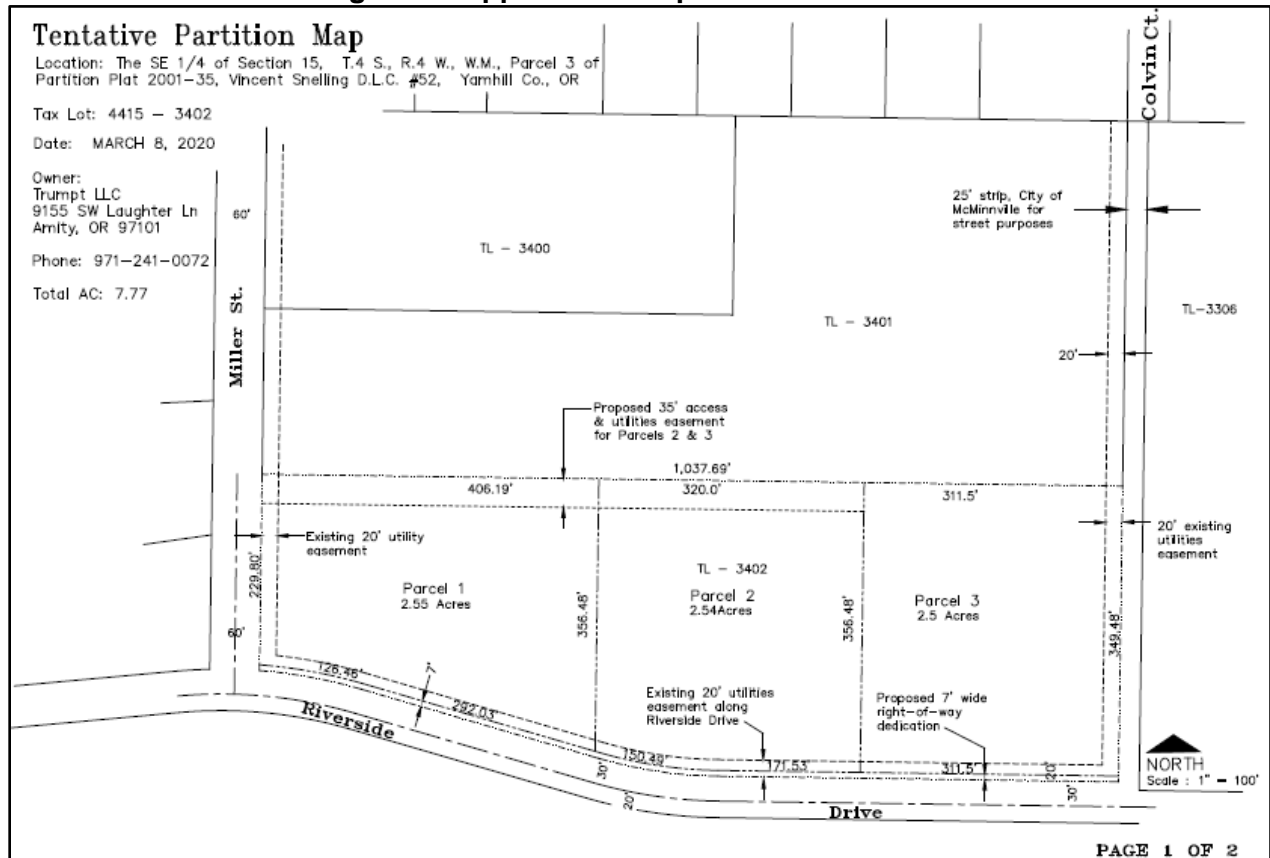 Tentative Partition Map
Location: The SE 1/4 of Section 15, T.4 S., R.4 W., W.M., Parcel 3 of
Partition Plat 2001-35, Vincent Snelling D.L.C. #52, Yamhill Co., OR
Tax Lot: 4415 - 3402
Date: MARCH 8, 2020
Owner:
Trumpt LLC
9155 SW Laughter Ln
Amity, OR 97101
Phone: 971-241-0072
Total AC: 7.77
60'
Miller St.
Colvin Ct.
25' strip, City of
McMinnville for
street purposes
TL - 3400
TL - 3401
TL-3306
20'
Proposed 35' access
& utilities easement
for Parcels 2 & 3
1,037.69'
406.19'
320.0'
311.5'
Existing 20' utility
easement
20' existing
utilities
easement
229.80'
TL - 3402
Parcel 1
2.55 Acres
Parcel 2
2.54Acres
Parcel 3
2.5 Acres
356.48'
356.48'
349.48'
60'
126.46'
7'
292.03'
Existing 20' utilities
easement along
Riverside Drive
Proposed 7' wide
right-of-way
dedication
Riverside
150.49'
171.53'
311.5'
30'
20'
20'
30'
Drive
NORTH
Scale : 1" = 100'
PAGE 1 OF 2